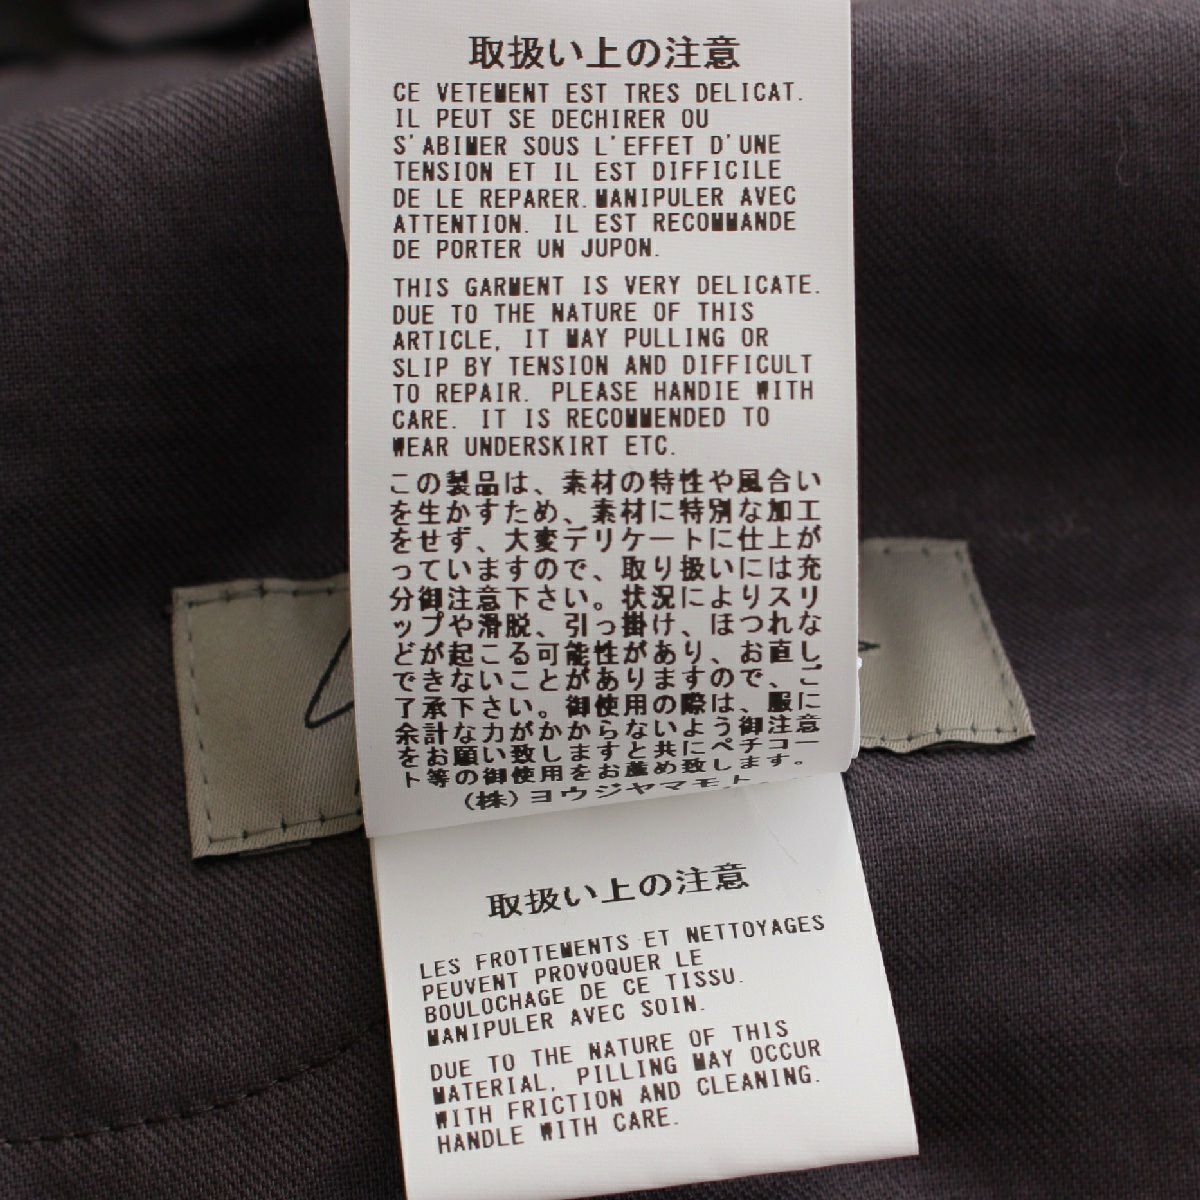 取扱い上の注意
CE VETEMENT EST TRES DELICAT.
IL PEUT SE DECHIRER OU
S'ABIMER SOUS L'EFFET D'UNE
TENSION ET IL EST DIFFICILE
DE LE REPARER.MANIPULER AVEC
ATTENTION. IL EST RECOMMANDE
DE PORTER UN JUPON.
THIS GARMENT IS VERY DELICATE.
DUE TO THE NATURE OF THIS
ARTICLE, IT MAY PULLING OR
SLIP BY TENSION AND DIFFICULT
TO REPAIR. PLEASE HANDIE WITH
CARE. IT IS RECOMMENDED TO
WEAR UNDERSKIRT ETC.
この製品は、素材の特性や風合い
を生かすため、素材に特別な加工
をせず、大変デリケートに仕上が
っていますので、取り扱いには充
分御注意下さい。状況によりスリ
ップや滑脱、引っ掛け、ほつれな
どが起こる可能性があり、お直し
できないことがありますので、ご
了承下さい。御使用の際は、服に
余計な力がかからないよう御注意
をお願い致しますと共にペチコー
ト等の御使用をお薦め致します。
(株)ヨウジヤマモト
取扱い上の注意
LES FROTTEMENTS ET NETTOYAGES
PEUVENT PROVOQUER LE
BOULOCHAGE DE CE TISSU.
MANIPULER AVEC SOIN.
DUE TO THE NATURE OF THIS
MATERIAL, PILLING MAY OCCUR
WITH FRICTION AND CLEANING.
HANDLE WITH CARE.